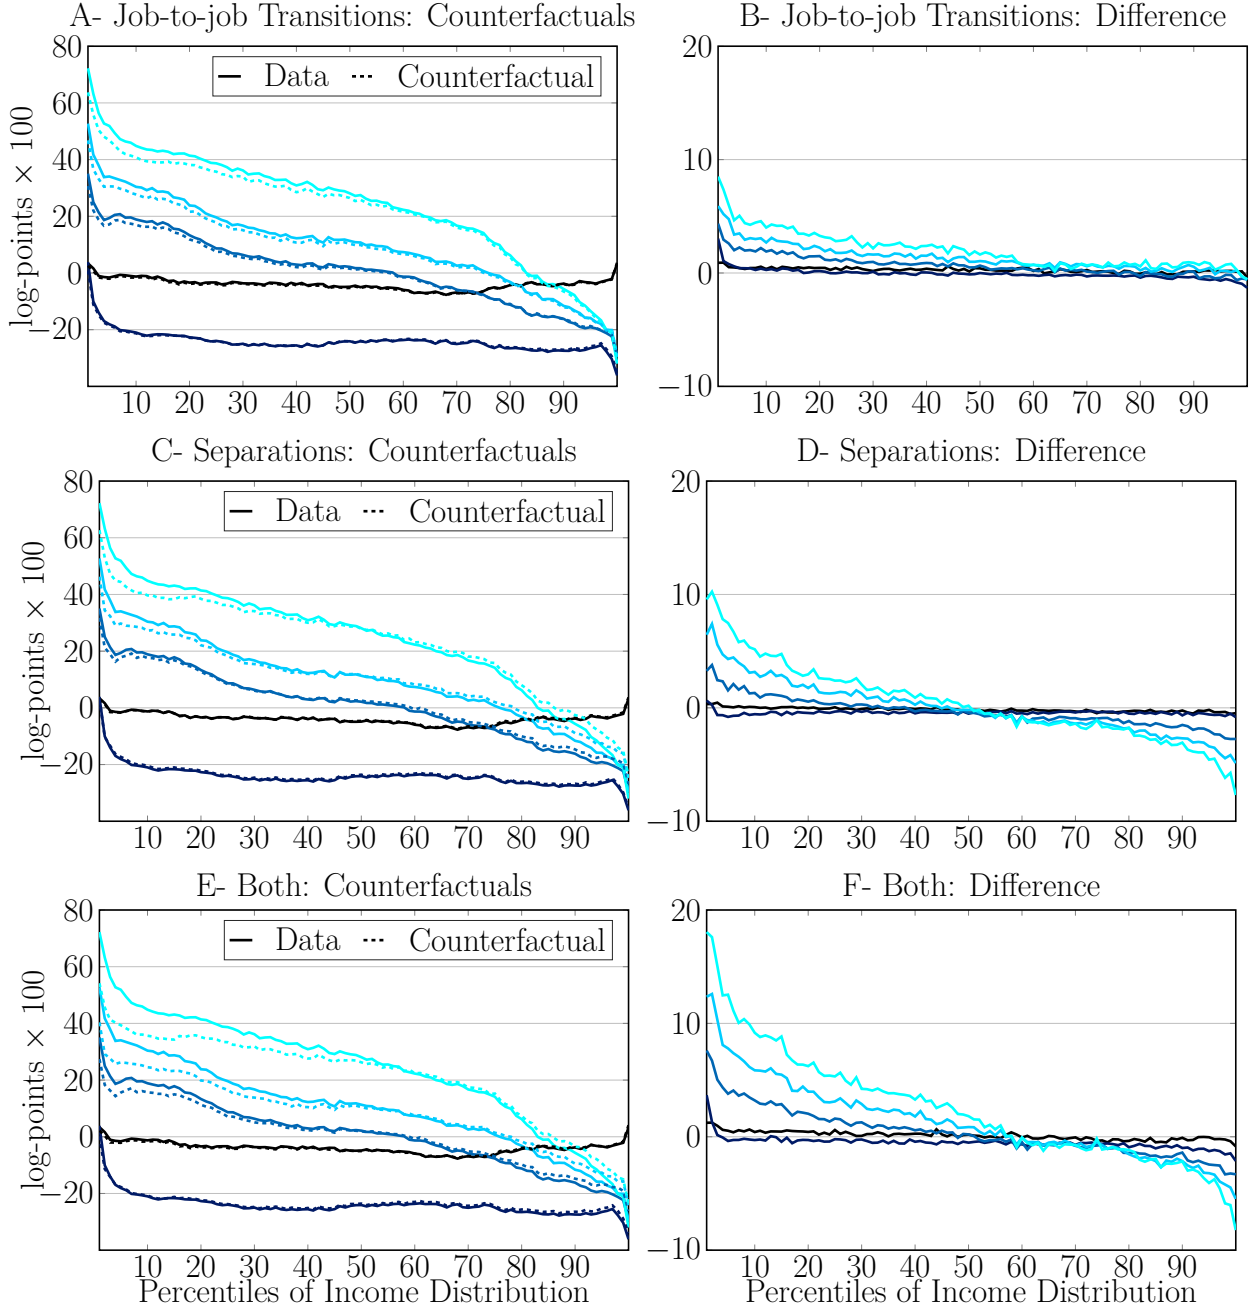 A- Job-to-job Transitions: Counterfactuals
B- Job-to-job Transitions: Difference
80
60
40
20
0
−20
log-points × 100
Data
Counterfactual
10 20 30 40 50 60 70 80 90
20
10
0
−10
10 20 30 40 50 60 70 80 90
C- Separations: Counterfactuals
D- Separations: Difference
80
60
40
20
0
−20
log-points × 100
Data
Counterfactual
10 20 30 40 50 60 70 80 90
20
10
0
−10
10 20 30 40 50 60 70 80 90
E- Both: Counterfactuals
F- Both: Difference
80
60
40
20
0
−20
log-points × 100
Data
Counterfactual
10 20 30 40 50 60 70 80 90
Percentiles of Income Distribution
20
10
0
−10
10 20 30 40 50 60 70 80 90
Percentiles of Income Distribution